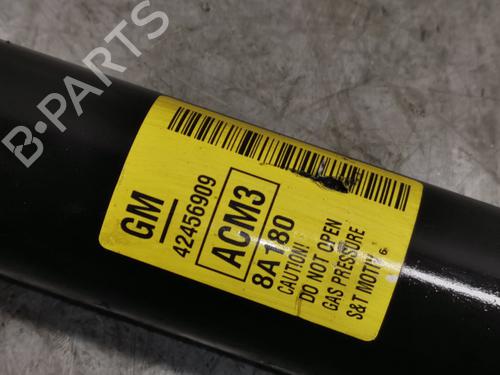 GM
42456909
ACM3
8A180
CAUTION!
DO NOT OPEN
GAS PRESSURE
S&T MOTIV
B-PARTS